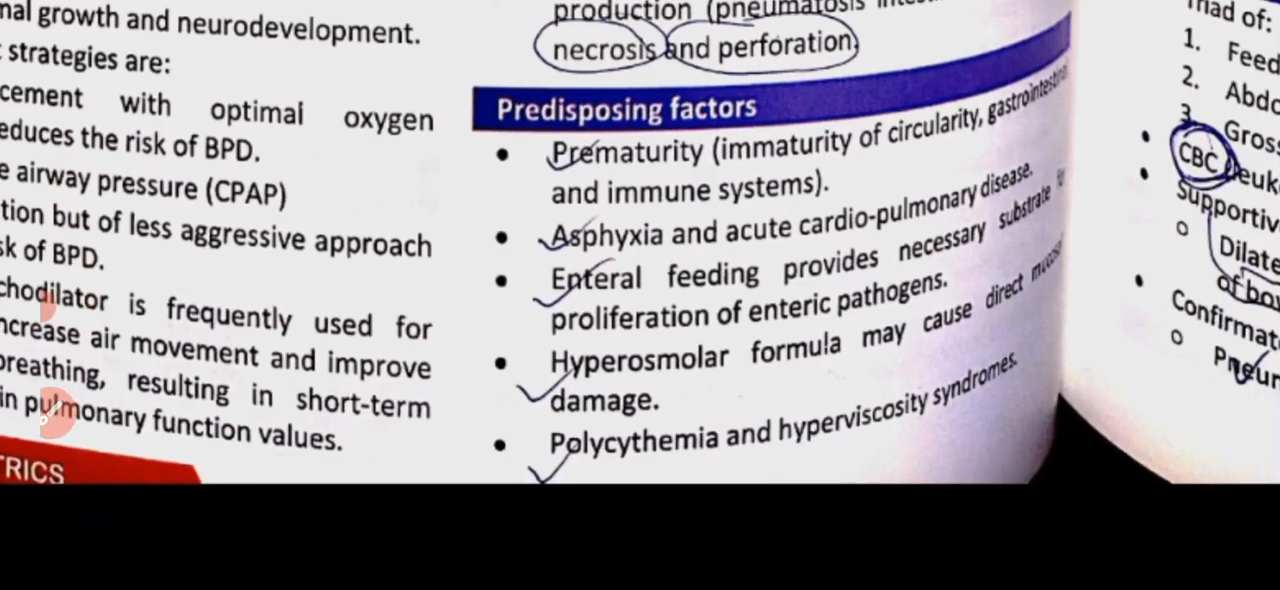 nal growth and neurodevelopment.
strategies are:
cement with optimal oxygen
educes the risk of BPD.
e airway pressure (CPAP)
tion but of less aggressive approach
sk of BPD.
chodilator is frequently used for
ncrease air movement and improve
breathing, resulting in short-term
in pulmonary function values.
TRICS
production (pneumatosis
necrosis and perforation
Predisposing factors
• Prematurity (immaturity of circularity, gastrointestinal
and immune systems).
• Asphyxia and acute cardio-pulmonary disease.
• Enteral feeding provides necessary substrate
proliferation of enteric pathogens.
• Hyperosmolar formula may cause direct mucosal
damage.
• Polycythemia and hyperviscosity syndromes.
riad of:
1. Feed
2. Abdo
3. Gross
• CBC leuk
• Supportiv
o Dilate
of bow
• Confirmat
o Pneum